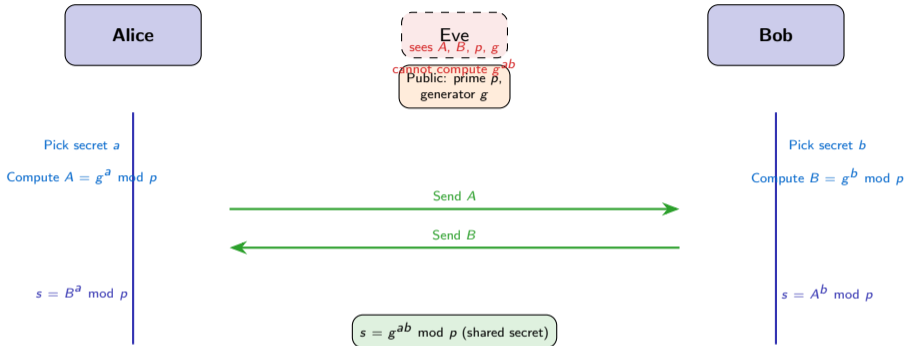 Alice
Eve
Bob
sees A, B, p, g
cannot compute g^{ab}
Public: prime p,
generator g
Pick secret a
Pick secret b
Compute A = g^a mod p
Compute B = g^b mod p
Send A
Send B
s = B^a mod p
s = A^b mod p
s = g^{ab} mod p (shared secret)